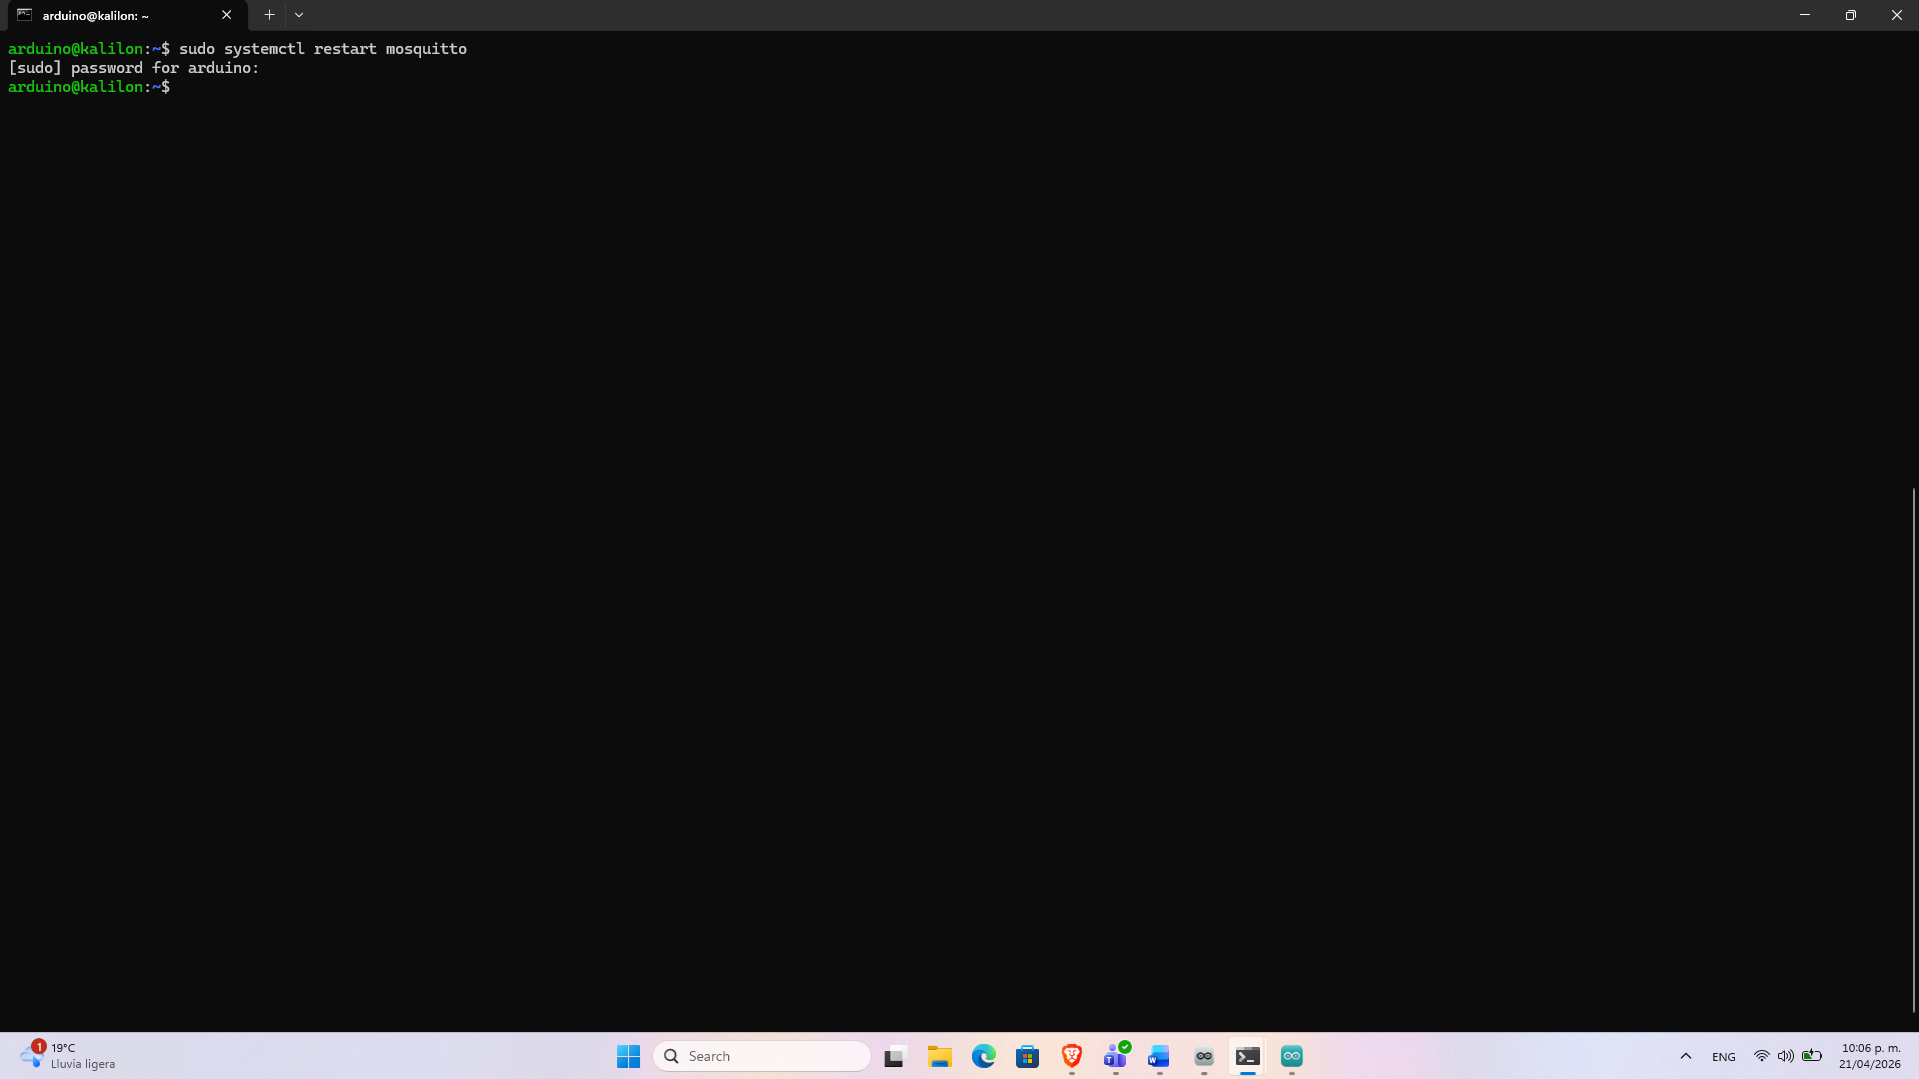 arduino@kalilon: ~
arduino@kalilon:~$ sudo systemctl restart mosquitto
[sudo] password for arduino:
arduino@kalilon:~$
1
19°C
Lluvia ligera
Search
ENG
10:06 p. m.
21/04/2026